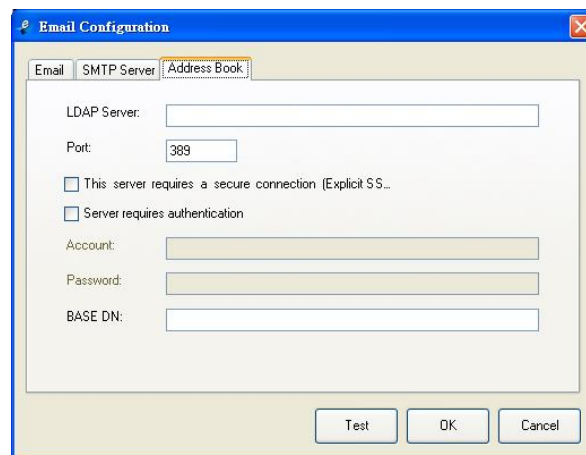 Email Configuration
Email SMTP Server Address Book
LDAP Server:
Port: 389
This server requires a secure connection (Explicit SS...
Server requires authentication
Account:
Password:
BASE DN:
Test OK Cancel